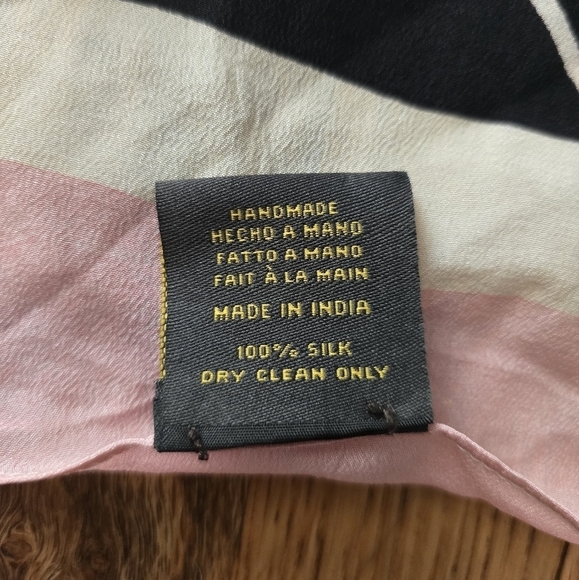 HANDMADE
HECHO A MANO
FATTO A MANO
FAIT À LA MAIN
MADE IN INDIA
100% SILK
DRY CLEAN ONLY